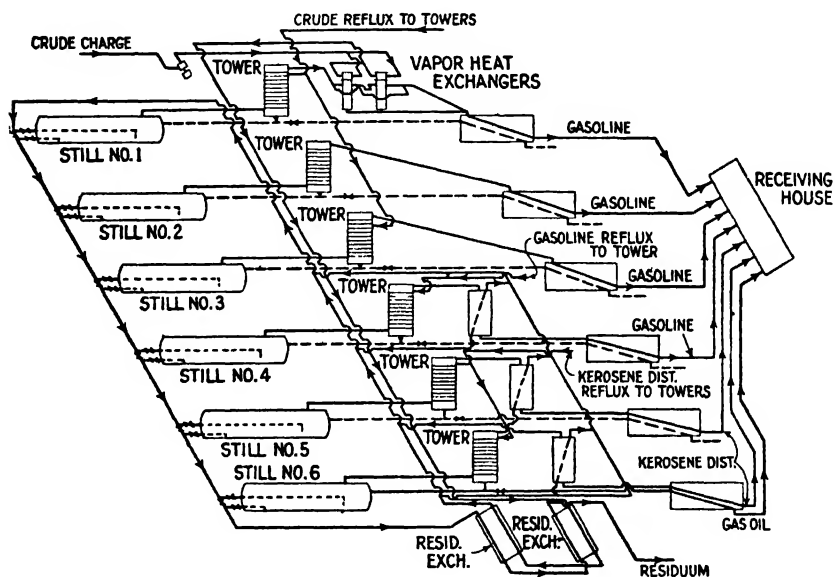 CRUDE REFLUX TO TOWERS
CRUDE CHARGE
TOWER
VAPOR HEAT
EXCHANGERS
STILL NO.1
TOWER
GASOLINE
STILL NO.2
TOWER
GASOLINE
RECEIVING
HOUSE
GASOLINE REFLUX
TO TOWER
STILL NO.3
TOWER
GASOLINE
STILL NO.4
TOWER
GASOLINE
KEROSENE DIST.
REFLUX TO TOWERS
STILL NO.5
TOWER
STILL NO.6
KEROSENE DIST.
GAS OIL
RESID.
EXCH.
RESID.
EXCH.
RESIDUUM